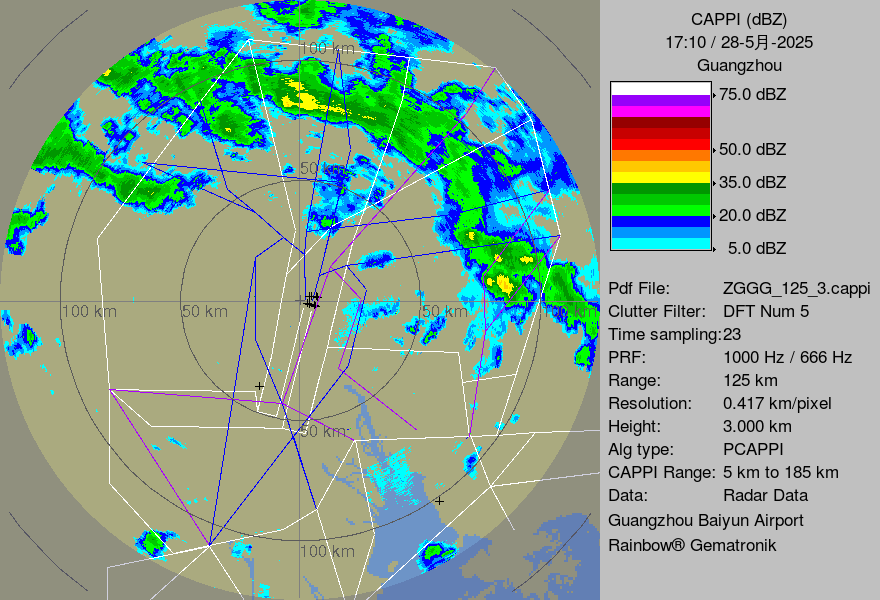 100 km
50 km
100 km
50 km
50 km
100 km
50 km
100 km
CAPPI (dBZ)
17:10 / 28-5月-2025
Guangzhou
75.0 dBZ
50.0 dBZ
35.0 dBZ
20.0 dBZ
5.0 dBZ
Pdf File: ZGGG_125_3.cappi
Clutter Filter: DFT Num 5
Time sampling:23
PRF: 1000 Hz / 666 Hz
Range: 125 km
Resolution: 0.417 km/pixel
Height: 3.000 km
Alg type: PCAPPI
CAPPI Range: 5 km to 185 km
Data: Radar Data
Guangzhou Baiyun Airport
Rainbow® Gematronik